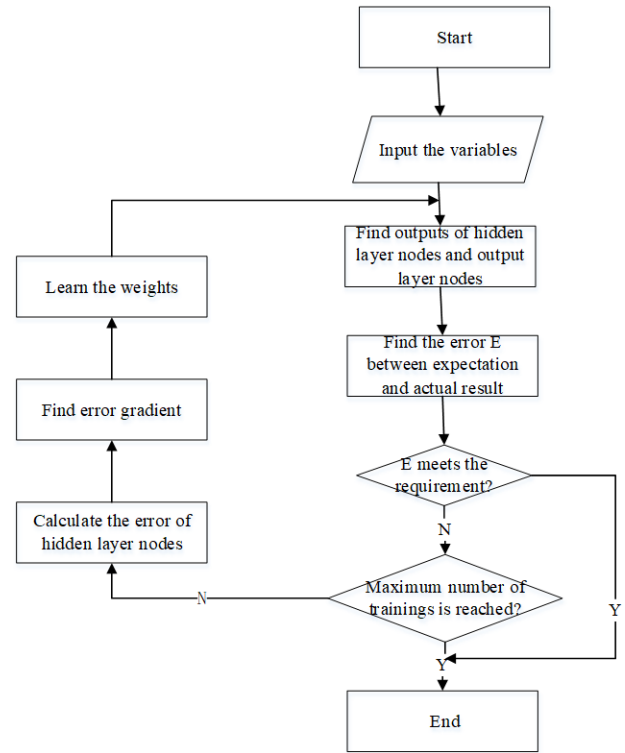 Start
Input the variables
Find outputs of hidden
layer nodes and output
layer nodes
Learn the weights
Find the error E
between expectation
and actual result
Find error gradient
E meets the
requirement?
Calculate the error of
hidden layer nodes
N
Maximum number of
trainings is reached?
N
Y
Y
End